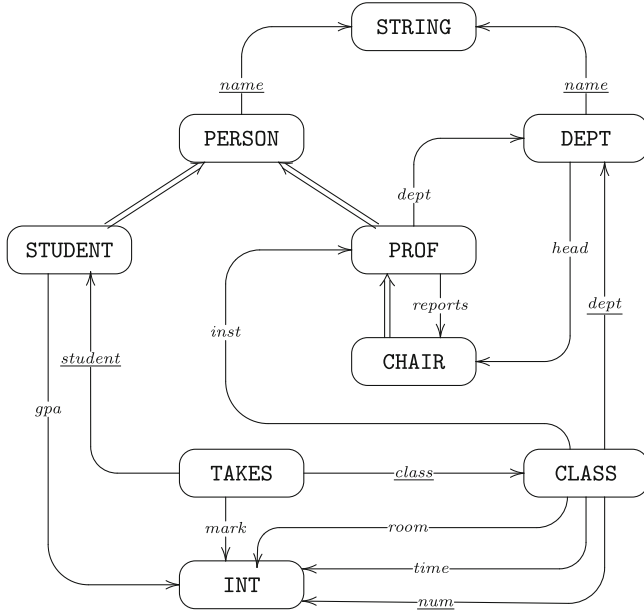 STRING
name
name
PERSON
DEPT
dept
STUDENT
PROF
head
reports
dept
inst
student
CHAIR
gpa
TAKES
class
CLASS
mark
room
time
INT
num